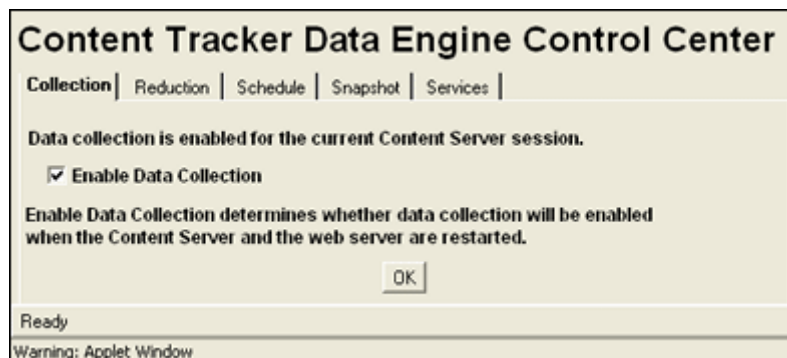 Content Tracker Data Engine Control Center
Collection Reduction Schedule Snapshot Services
Data collection is enabled for the current Content Server session.
Enable Data Collection
Enable Data Collection determines whether data collection will be enabled
when the Content Server and the web server are restarted.
OK
Ready
Warning: Applet Window